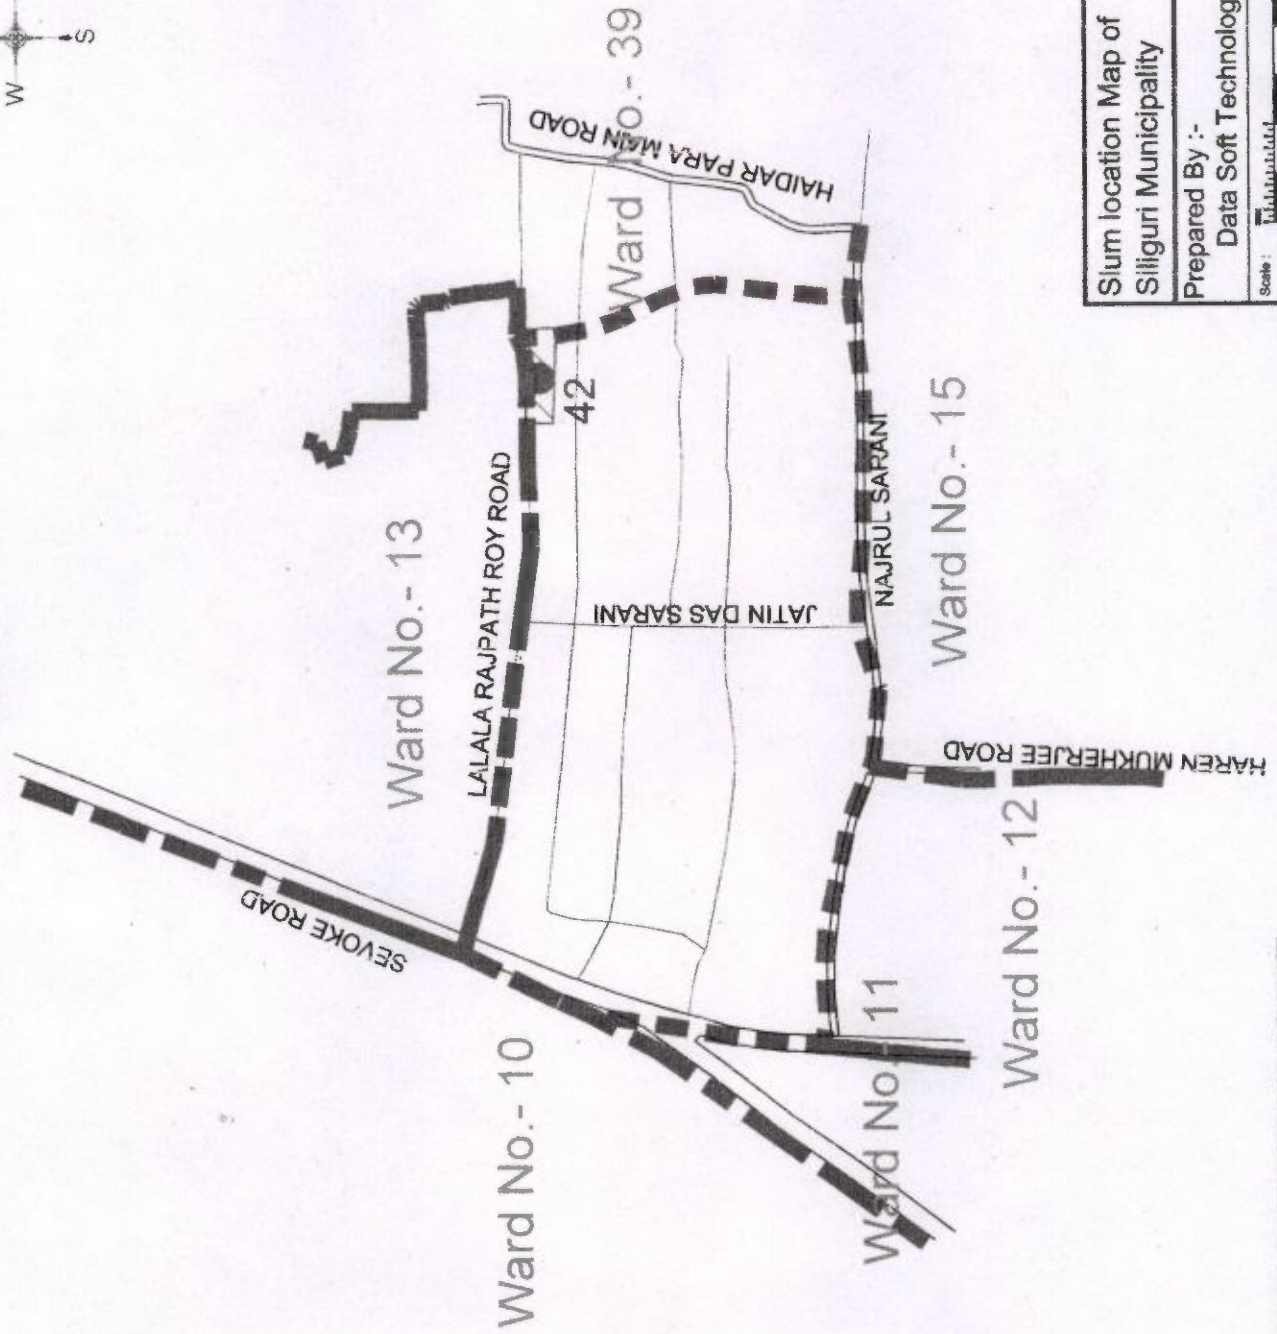 W
S
Ward No.- 39
HAIDAR PARA MAIN ROAD
42
Ward No.- 13
LALALA RAJPATH ROY ROAD
JATIN DAS SARANI
NAJRUL SARANI
Ward No.- 15
SEVOKE ROAD
HAREN MUKHERJEE ROAD
Ward No.- 12
Ward No. 11
Ward No.- 10
Slum location Map of
Siliguri Municipality
Prepared By :-
Data Soft Technolog
Scale :